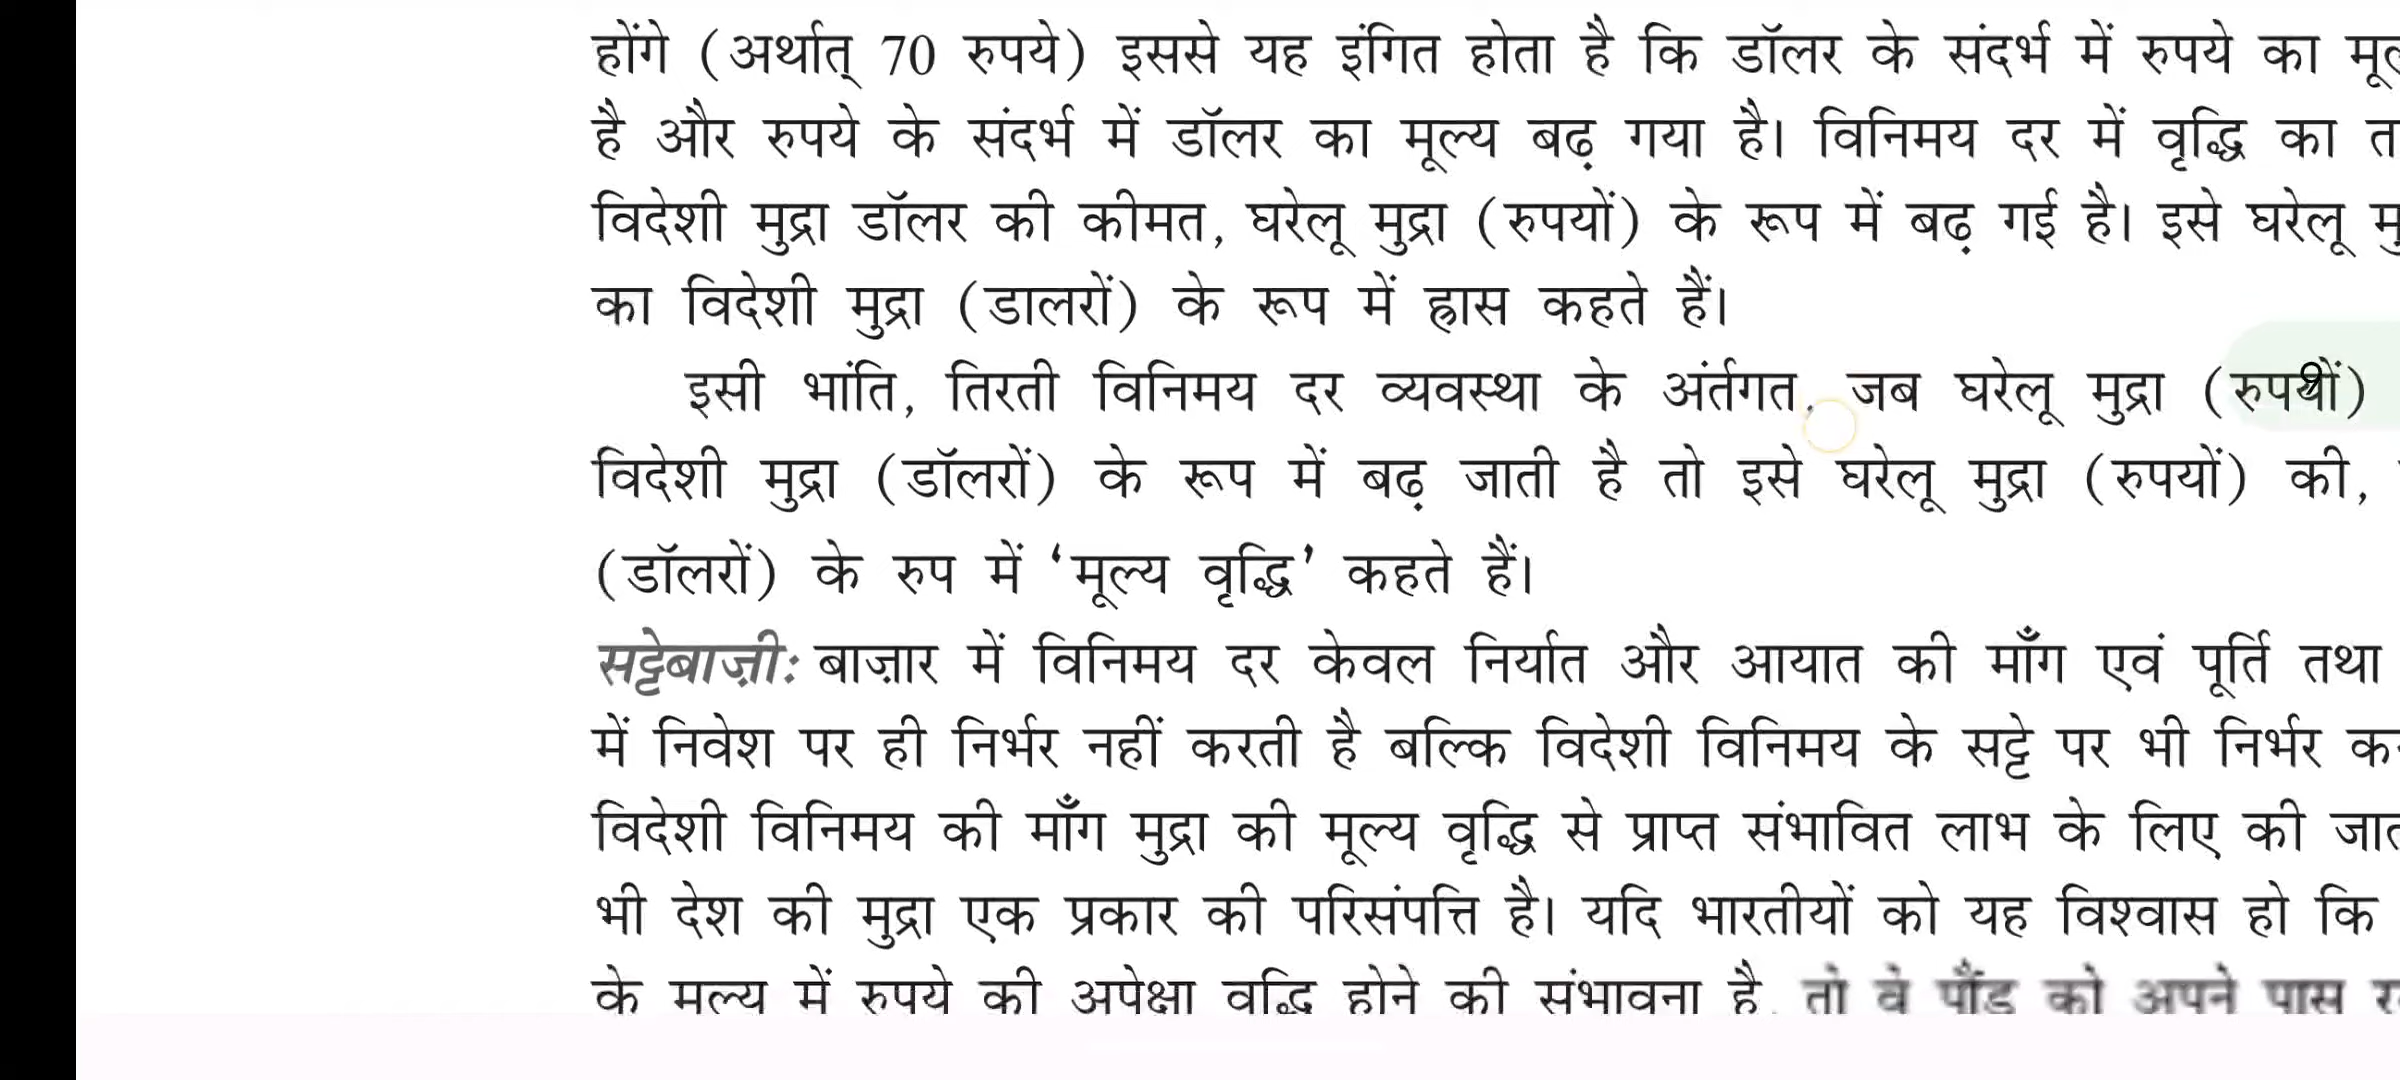 होंगे (अर्थात् 70 रुपये) इससे यह इंगित होता है कि डॉलर के संदर्भ में रुपये का
है और रुपये के संदर्भ में डॉलर का मूल्य बढ़ गया है। विनिमय दर में वृद्धि का
विदेशी मुद्रा डॉलर की कीमत, घरेलू मुद्रा (रुपयों) के रूप में बढ़ गई है। इसे घरेलू
का विदेशी मुद्रा (डालरों) के रूप में ह्रास कहते हैं।
इसी भांति, तिरती विनिमय दर व्यवस्था के अंर्तगत, जब घरेलू मुद्रा (रुपयों)
विदेशी मुद्रा (डॉलरों) के रूप में बढ़ जाती है तो इसे घरेलू मुद्रा (रुपयों) की,
(डॉलरों) के रुप में ‘मूल्य वृद्धि’ कहते हैं।
सट्टेबाज़ी: बाज़ार में विनिमय दर केवल निर्यात और आयात की माँग एवं पूर्ति तथा
में निवेश पर ही निर्भर नहीं करती है बल्कि विदेशी विनिमय के सट्टे पर भी निर्भर
विदेशी विनिमय की माँग मुद्रा की मूल्य वृद्धि से प्राप्त संभावित लाभ के लिए की
भी देश की मुद्रा एक प्रकार की परिसंपत्ति है। यदि भारतीयों को यह विश्वास हो कि
के मूल्य में रुपये की अपेक्षा वृद्धि होने की संभावना है, तो वे पौंड को अपने पास